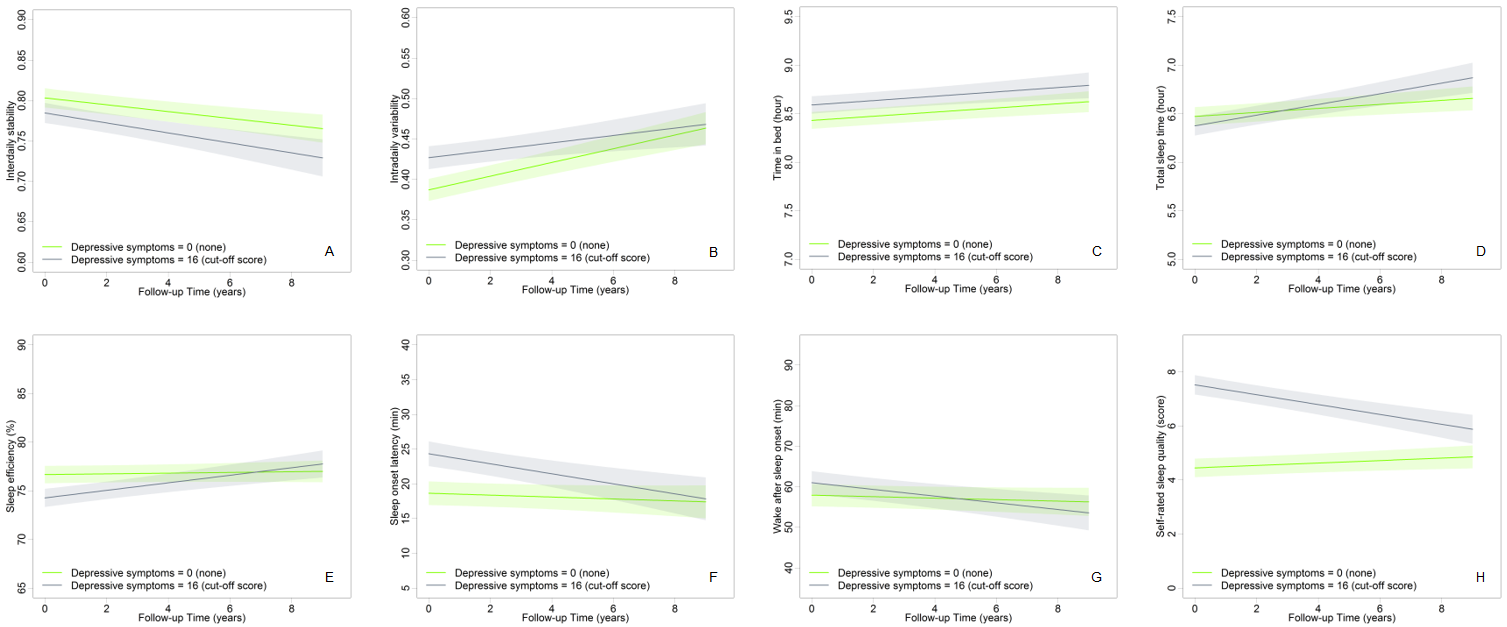 0.90
0.85
0.80
0.75
0.70
0.65
0.60
Interdaily stability
Depressive symptoms = 0 (none)
Depressive symptoms = 16 (cut-off score)
A
0 2 4 6 8
Follow-up Time (years)
0.60
0.55
0.50
0.45
0.40
0.35
0.30
Intradaily variability
Depressive symptoms = 0 (none)
Depressive symptoms = 16 (cut-off score)
B
0 2 4 6 8
Follow-up Time (years)
9.5
9.0
8.5
8.0
7.5
7.0
Time in bed (hour)
Depressive symptoms = 0 (none)
Depressive symptoms = 16 (cut-off score)
C
0 2 4 6 8
Follow-up Time (years)
7.5
7.0
6.5
6.0
5.5
5.0
Total sleep time (hour)
Depressive symptoms = 0 (none)
Depressive symptoms = 16 (cut-off score)
D
0 2 4 6 8
Follow-up Time (years)
90
85
80
75
70
65
Sleep efficiency (%)
Depressive symptoms = 0 (none)
Depressive symptoms = 16 (cut-off score)
E
0 2 4 6 8
Follow-up Time (years)
40
35
30
25
20
15
10
5
Sleep onset latency (min)
Depressive symptoms = 0 (none)
Depressive symptoms = 16 (cut-off score)
F
0 2 4 6 8
Follow-up Time (years)
90
80
70
60
50
40
Wake after sleep onset (min)
Depressive symptoms = 0 (none)
Depressive symptoms = 16 (cut-off score)
G
0 2 4 6 8
Follow-up Time (years)
8
6
4
2
0
Self-rated sleep quality (score)
Depressive symptoms = 0 (none)
Depressive symptoms = 16 (cut-off score)
H
0 2 4 6 8
Follow-up Time (years)